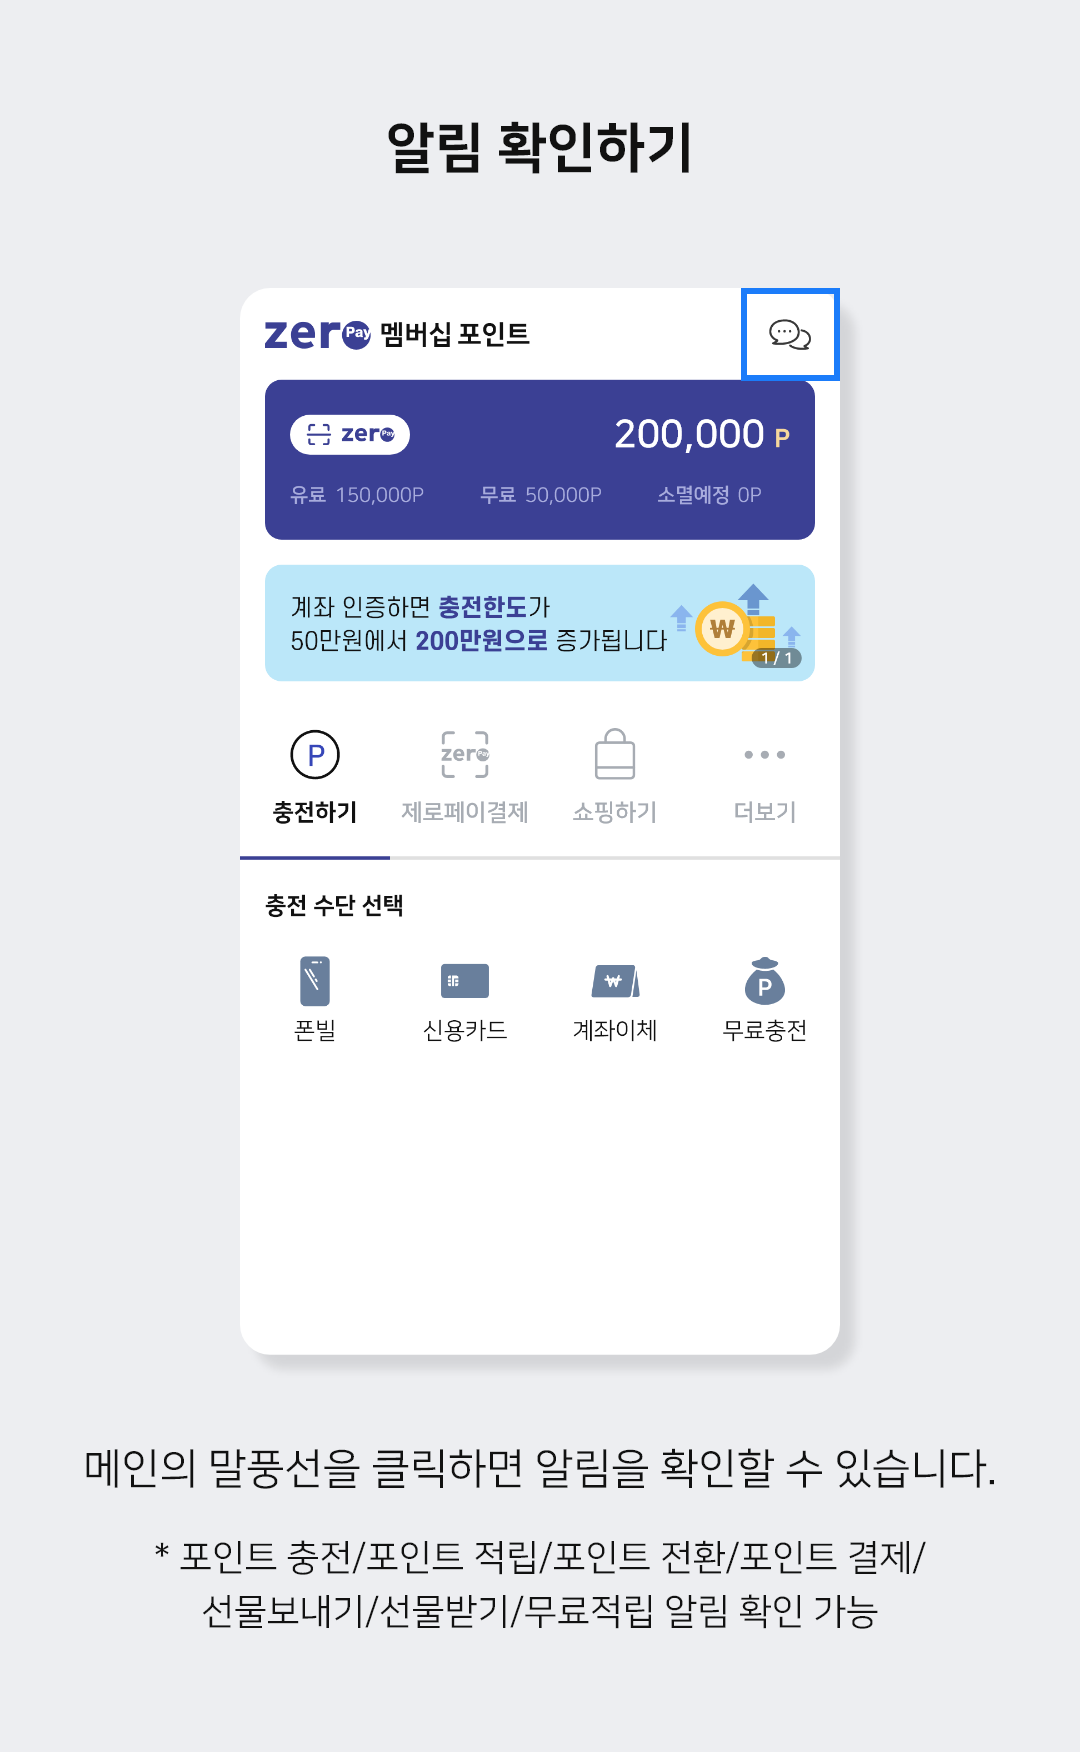 알림 확인하기
zero Pay 멤버십 포인트
zero Pay
200,000 P
유료 150,000P 무료 50,000P 소멸예정 0P
계좌 인증하면 충전한도가
50만원에서 200만원으로 증가됩니다
₩
1 / 1
P
zero Pay
충전하기 제로페이결제 쇼핑하기 더보기
충전 수단 선택
₩ P
폰빌 신용카드 계좌이체 무료충전
메인의 말풍선을 클릭하면 알림을 확인할 수 있습니다.
* 포인트 충전/포인트 적립/포인트 전환/포인트 결제/
선물보내기/선물받기/무료적립 알림 확인 가능